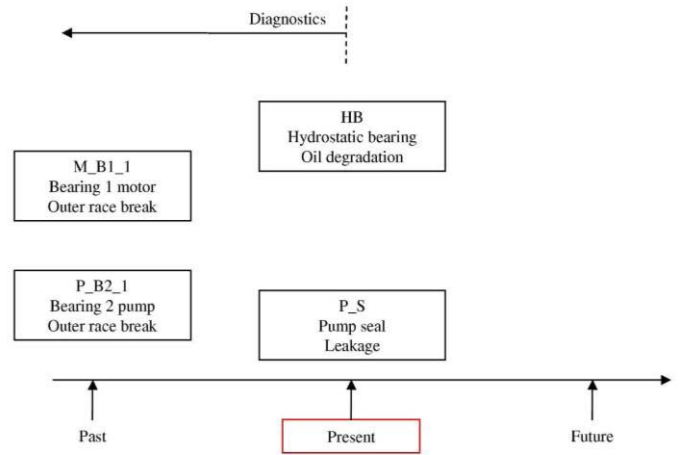 Diagnostics
HB
Hydrostatic bearing
Oil degradation
M_B1_1
Bearing 1 motor
Outer race break
P_B2_1
Bearing 2 pump
Outer race break
P_S
Pump seal
Leakage
Past
Present
Future